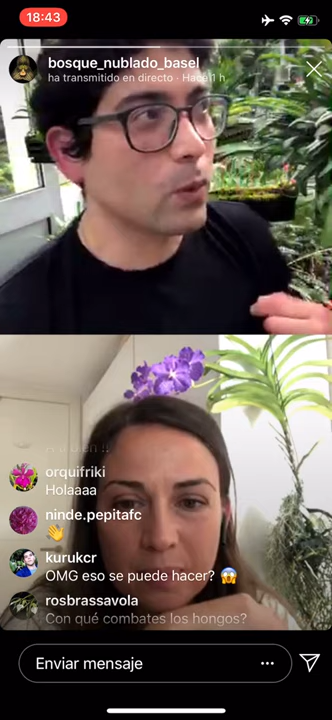 18:43
bosque_nublado_basel
ha transmitido en directo · Hace 1 h
orquifriki
Holaaaa
ninde.pepitafc
👋
kurukcr
OMG eso se puede hacer? 😱
rosbrassavola
Con qué combates los hongos?
Enviar mensaje